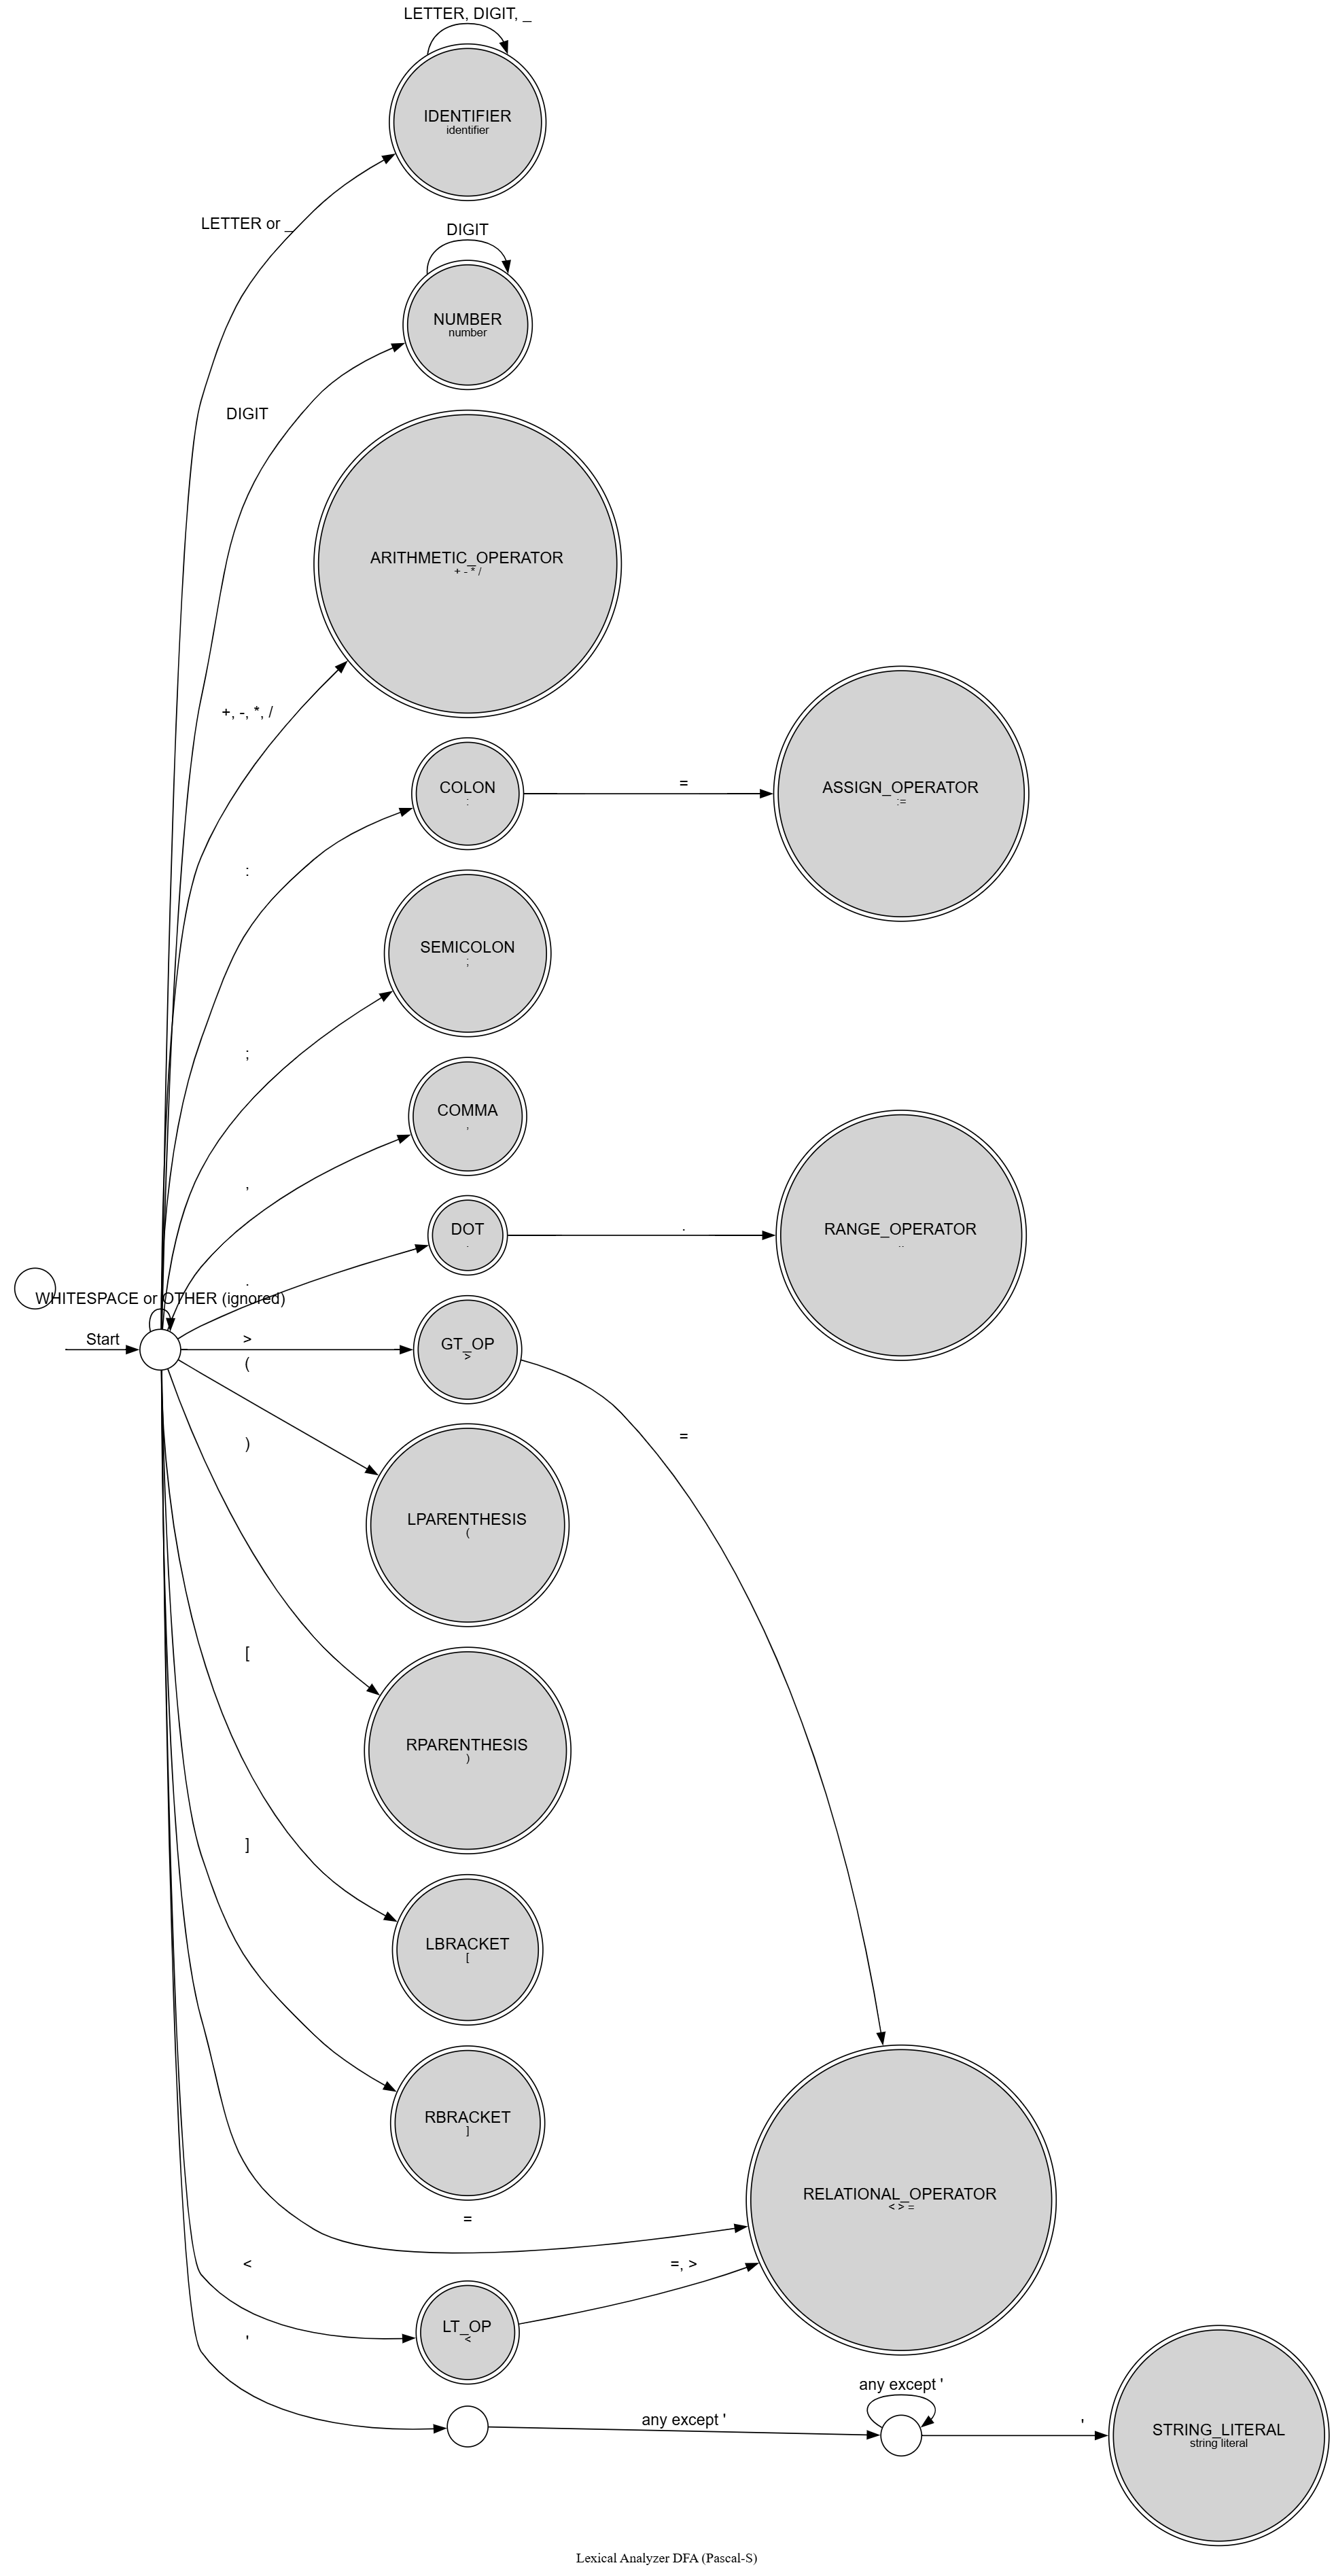 LETTER, DIGIT, _
IDENTIFIER
identifier
LETTER or _
DIGIT
NUMBER
number
DIGIT
ARITHMETIC_OPERATOR
+ - * /
+, -, *, /
COLON
:
=
ASSIGN_OPERATOR
:=
:
SEMICOLON
;
;
COMMA
,
,
DOT
.
.
RANGE_OPERATOR
..
.
WHITESPACE or OTHER (ignored)
Start
>
GT_OP
>
(
=
)
LPARENTHESIS
(
[
RPARENTHESIS
)
]
LBRACKET
[
RBRACKET
]
RELATIONAL_OPERATOR
< > =
=
<
=, >
LT_OP
<
'
any except '
any except '
'
STRING_LITERAL
string literal
Lexical Analyzer DFA (Pascal-S)